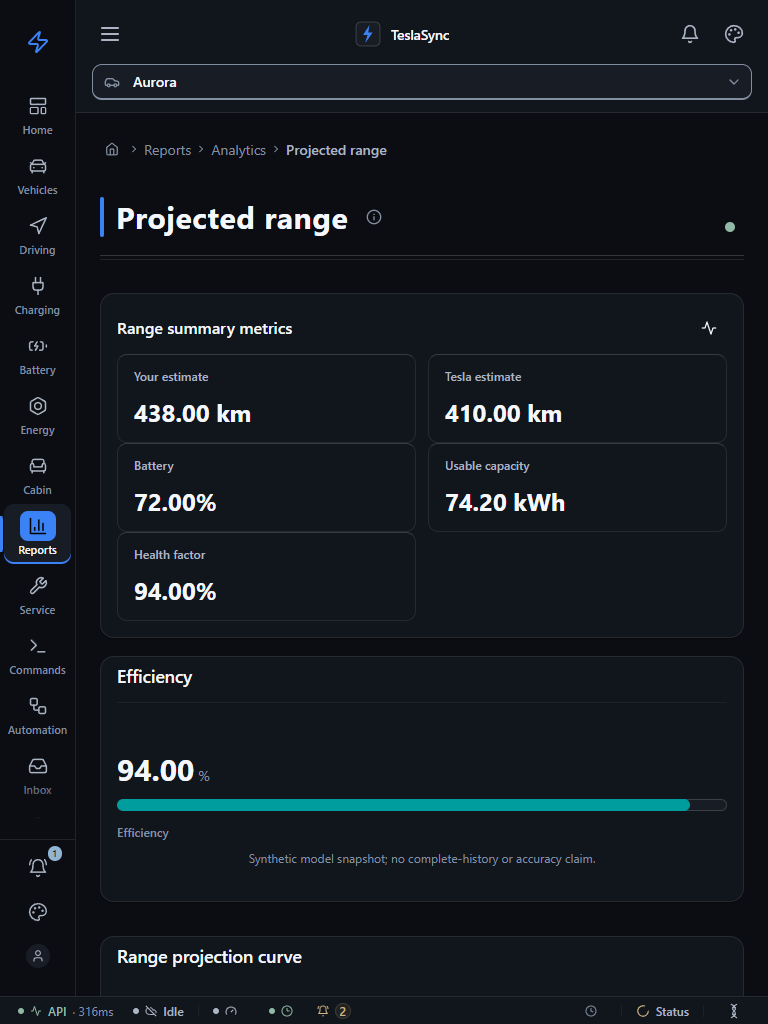 TeslaSync
Aurora
Home
Vehicles
Driving
Charging
Battery
Energy
Cabin
Reports
Service
Commands
Automation
Inbox
1
Reports > Analytics > Projected range
Projected range
Range summary metrics
Your estimate
438.00 km
Tesla estimate
410.00 km
Battery
72.00%
Usable capacity
74.20 kWh
Health factor
94.00%
Efficiency
94.00 %
Efficiency
Synthetic model snapshot; no complete-history or accuracy claim.
Range projection curve
API · 316ms
Idle
2
Status